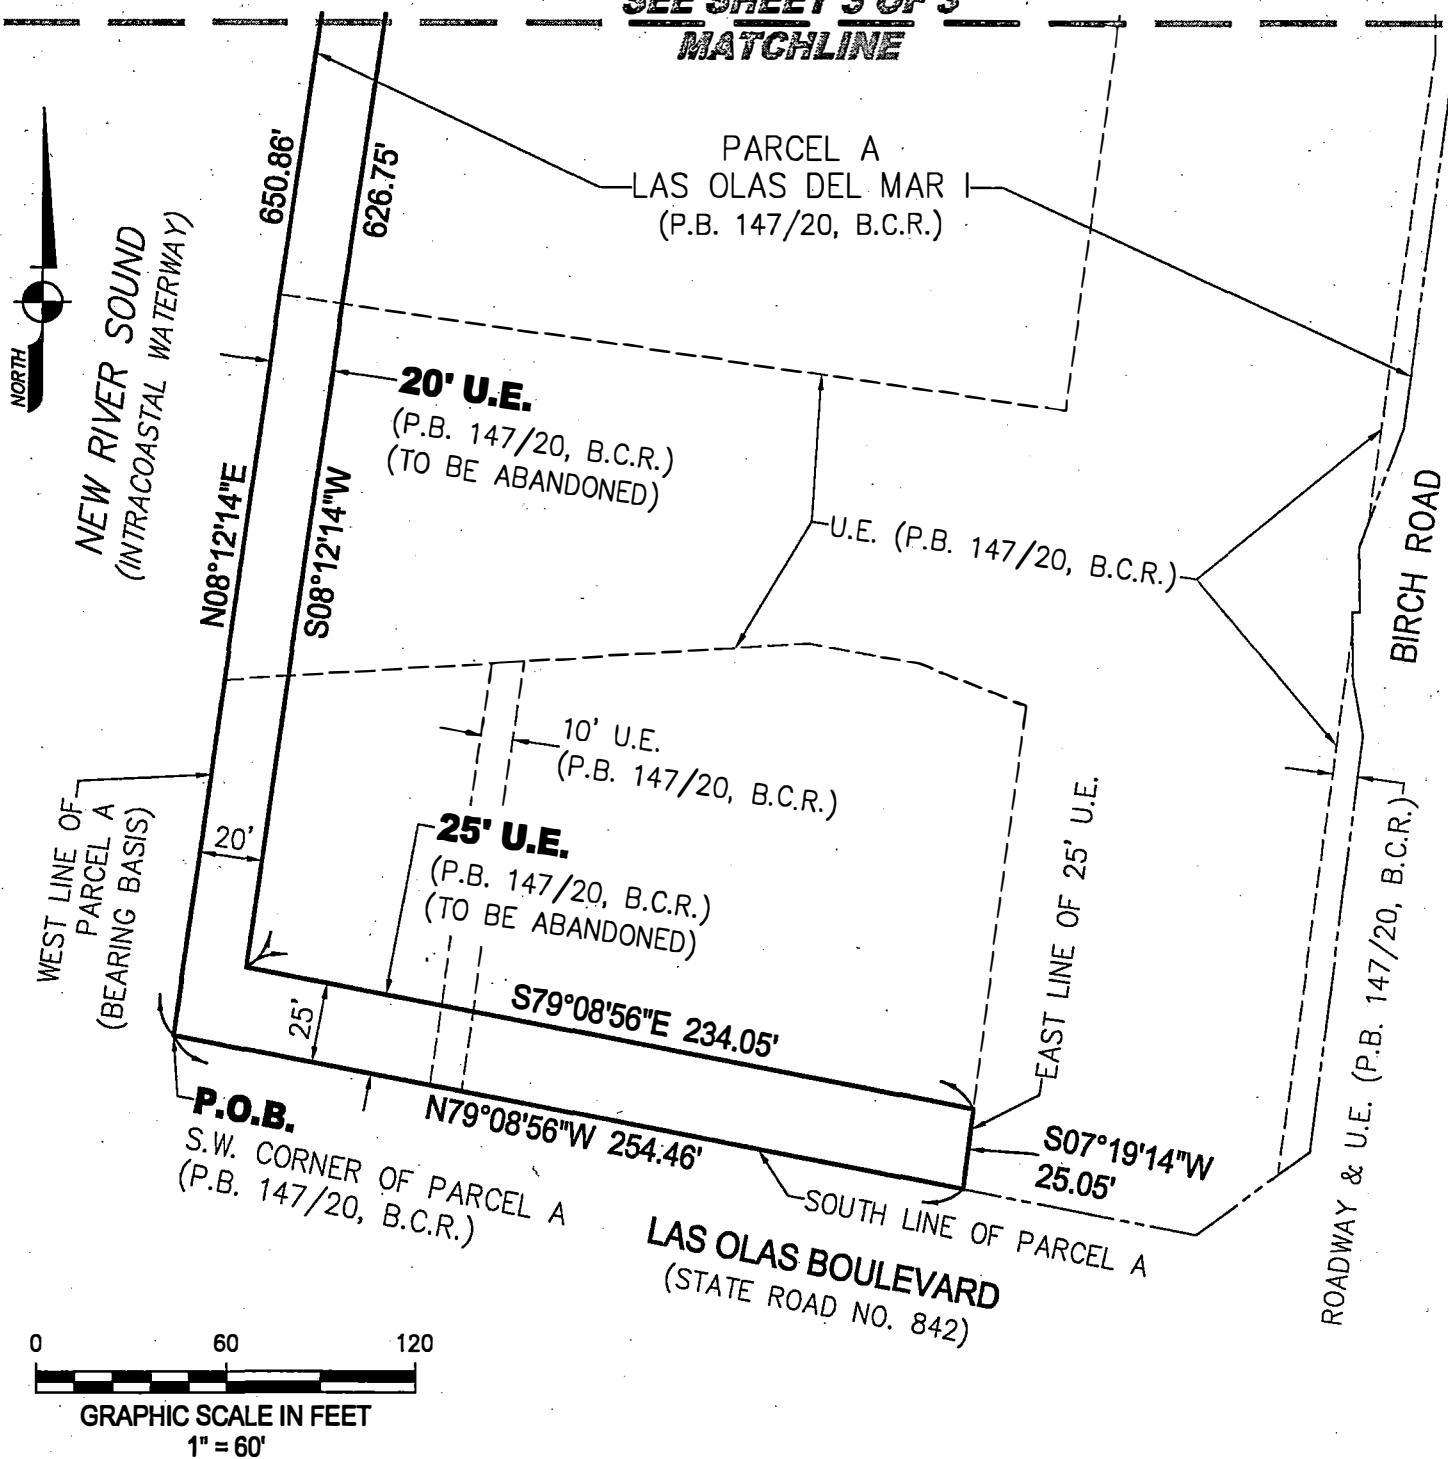 SEE SHEET 3 OF 3
MATCHLINE
PARCEL A
LAS OLAS DEL MAR I
(P.B. 147/20, B.C.R.)
650.86'
626.75'
NORTH
NEW RIVER SOUND
(INTRACOASTAL WATERWAY)
20' U.E.
(P.B. 147/20, B.C.R.)
(TO BE ABANDONED)
N08°12'14"E
S08°12'14"W
U.E. (P.B. 147/20, B.C.R.)
BIRCH ROAD
10' U.E.
(P.B. 147/20, B.C.R.)
WEST LINE OF
PARCEL A
(BEARING BASIS)
20'
25' U.E.
(P.B. 147/20, B.C.R.)
(TO BE ABANDONED)
EAST LINE OF 25' U.E.
ROADWAY & U.E. (P.B. 147/20, B.C.R.)
25'
S79°08'56"E 234.05'
P.O.B.
S.W. CORNER OF PARCEL A
(P.B. 147/20, B.C.R.)
N79°08'56"W 254.46'
S07°19'14"W
25.05'
SOUTH LINE OF PARCEL A
LAS OLAS BOULEVARD
(STATE ROAD NO. 842)
0 60 120
GRAPHIC SCALE IN FEET
1" = 60'